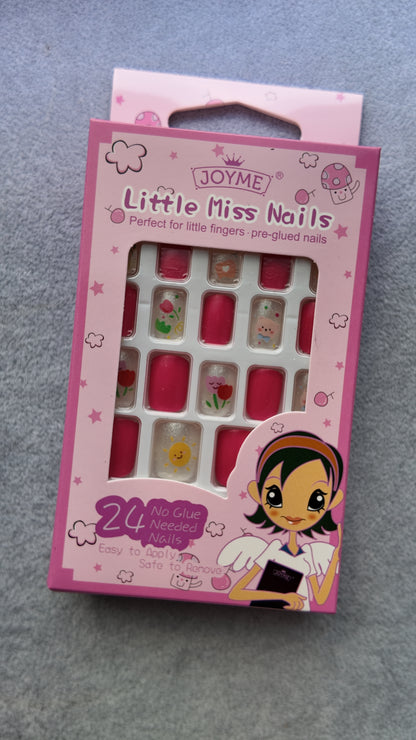 JOYME®
Little Miss Nails
Perfect for little fingers · pre-glued nails
24 No Glue
Needed
Nails
Easy to Apply
Safe to Remove